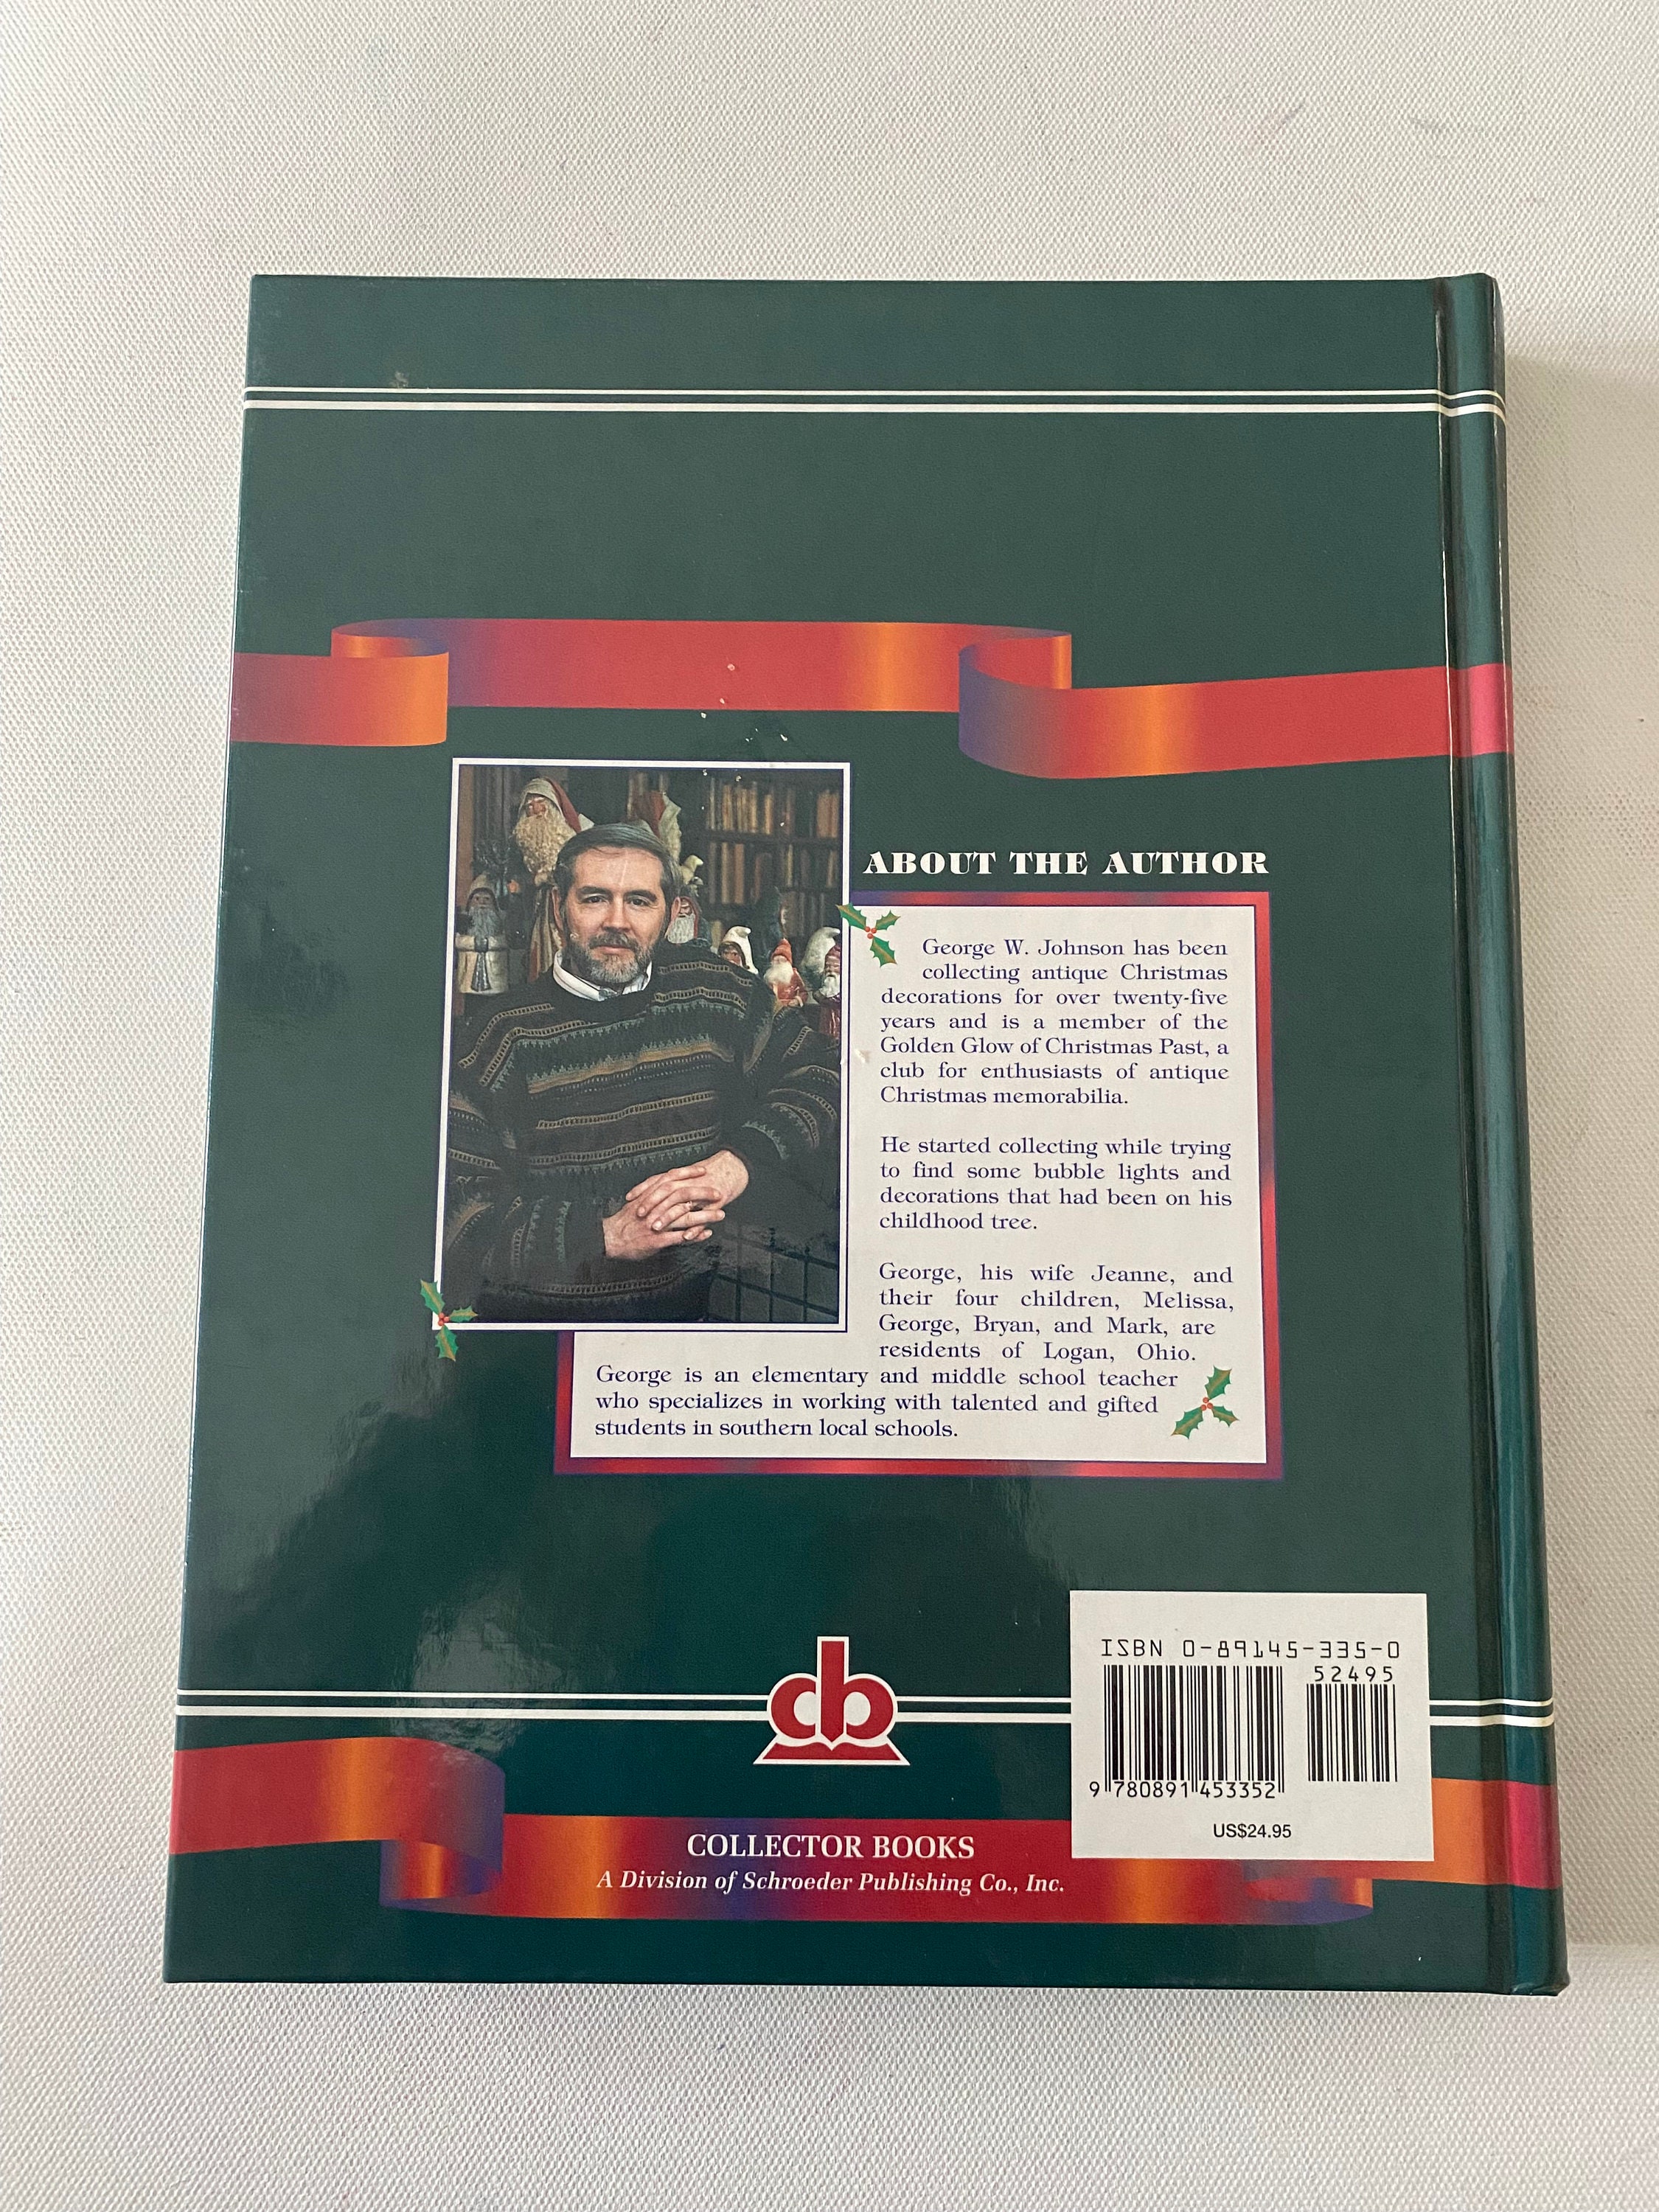 ABOUT THE AUTHOR
George W. Johnson has been
collecting antique Christmas
decorations for over twenty-five
years and is a member of the
Golden Glow of Christmas Past, a
club for enthusiasts of antique
Christmas memorabilia.
He started collecting while trying
to find some bubble lights and
decorations that had been on his
childhood tree.
George, his wife Jeanne, and
their four children, Melissa,
George, Bryan, and Mark, are
residents of Logan, Ohio.
George is an elementary and middle school teacher
who specializes in working with talented and gifted
students in southern local schools.
cb
COLLECTOR BOOKS
A Division of Schroeder Publishing Co., Inc.
ISBN 0-89145-335-0
52495
9 780891 453352
US$24.95